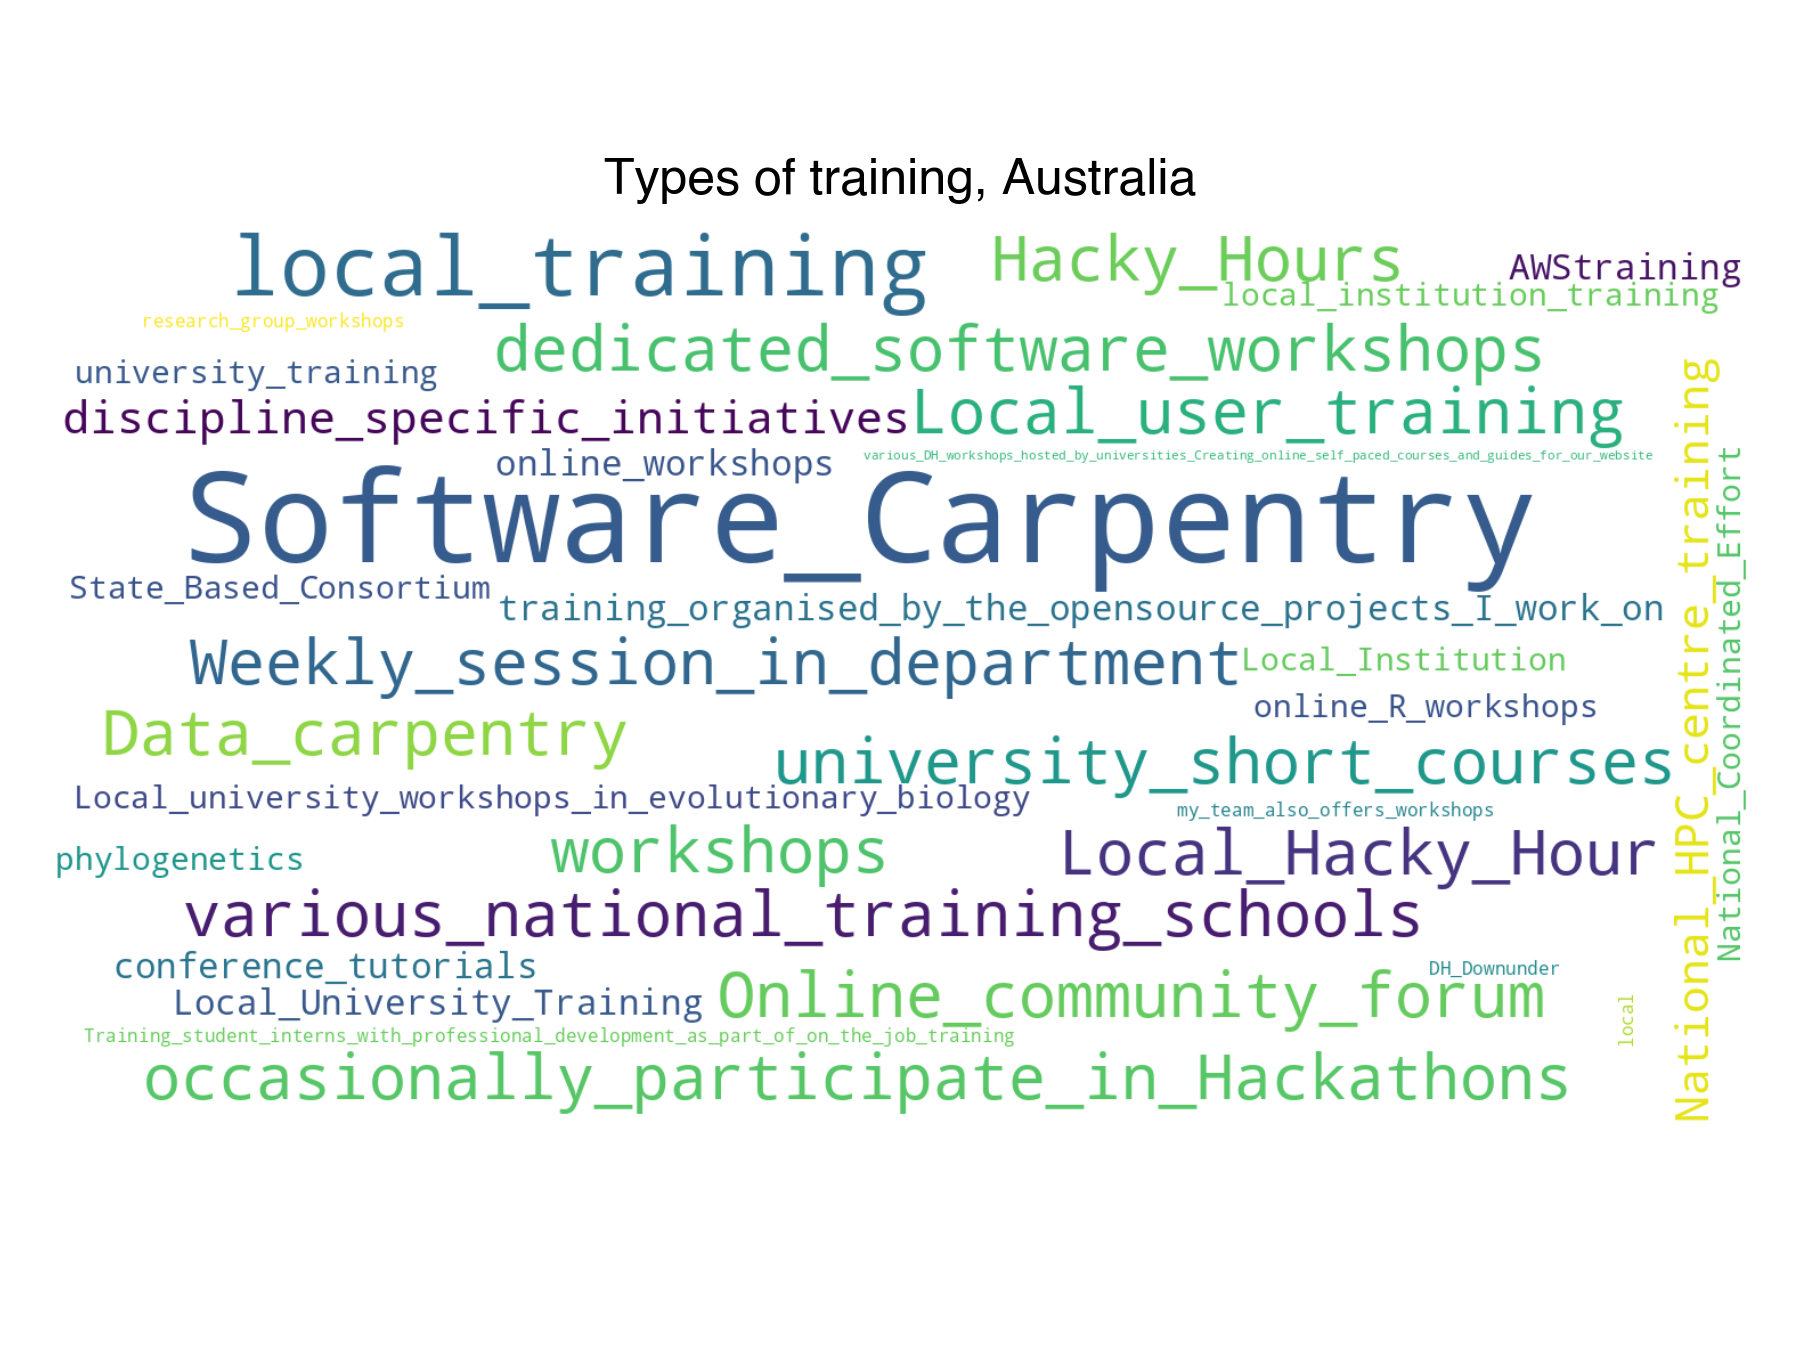 Types of training, Australia
local_training
Hacky_Hours
AWStraining
local_institution_training
research_group_workshops
dedicated_software_workshops
university_training
discipline_specific_initiatives
Local_user_training
online_workshops
various_DH_workshops_hosted_by_universities_Creating_online_self_paced_courses_and_guides_for_our_website
Software_Carpentry
State_Based_Consortium
training_organised_by_the_opensource_projects_I_work_on
Weekly_session_in_department
Local_Institution
online_R_workshops
Data_carpentry
university_short_courses
Local_university_workshops_in_evolutionary_biology
my_team_also_offers_workshops
phylogenetics
workshops
Local_Hacky_Hour
various_national_training_schools
conference_tutorials
DH_Downunder
Local_University_Training
Online_community_forum
local
Training_student_interns_with_professional_development_as_part_of_on_the_job_training
occasionally_participate_in_Hackathons
National_HPC_centre_training
National_Coordinated_Effort